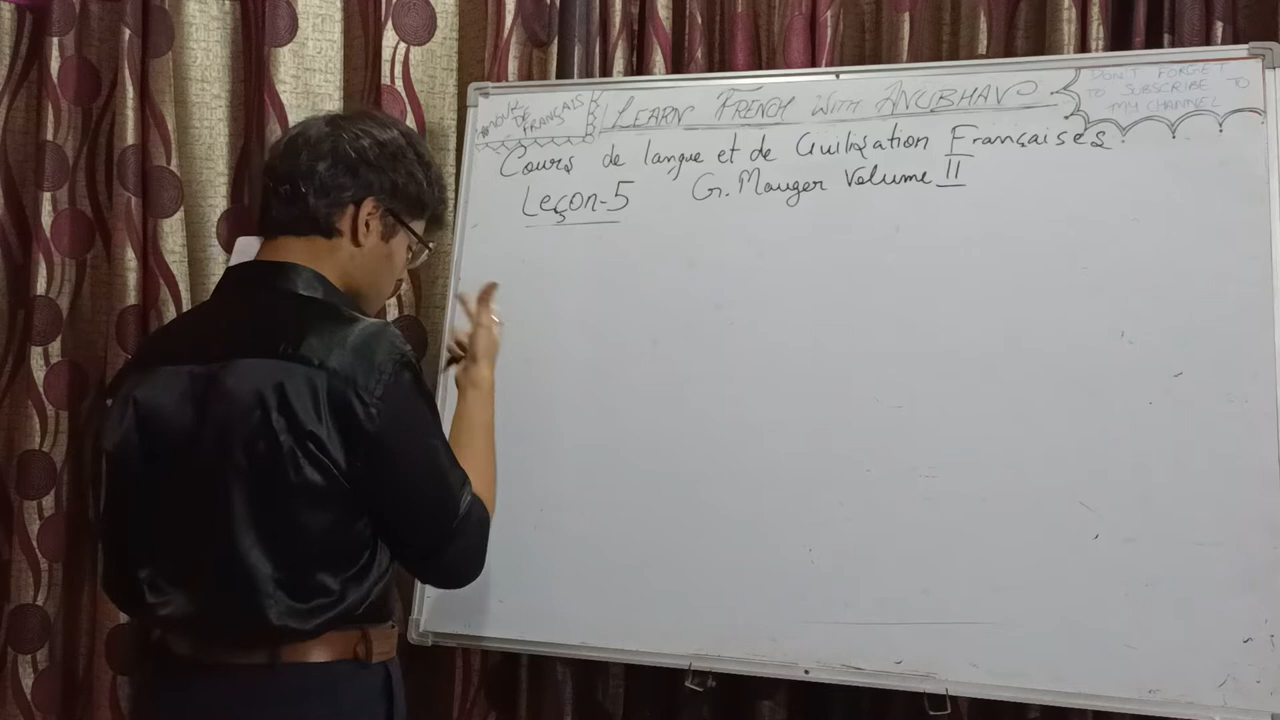 AMOUR
DE
FRANÇAIS
LEARN FRENCH WITH ANUBHAV
DON'T FORGET
TO SUBSCRIBE TO
MY CHANNEL
Cours de langue et de Civilisation Françaises.
Leçon-5 G. Mauger Volume II